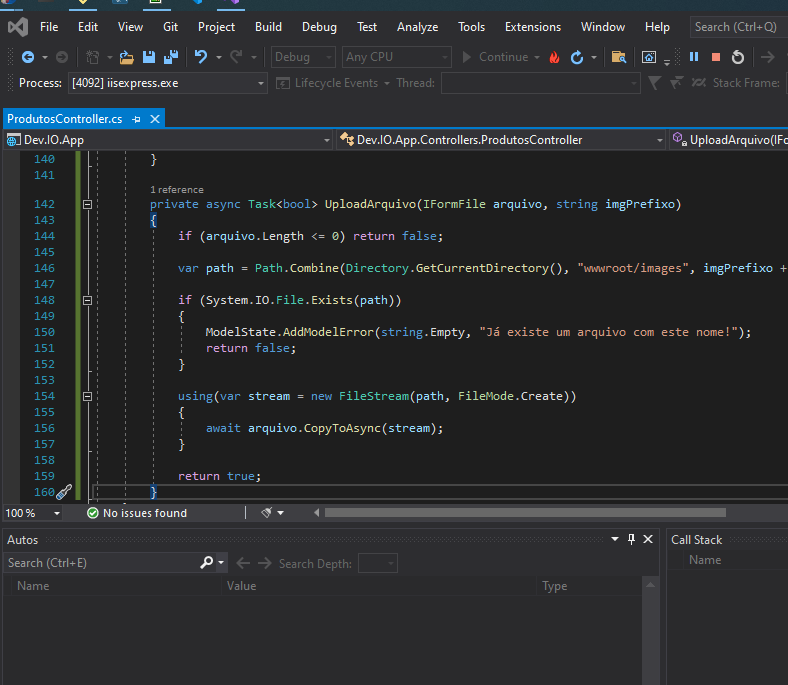 File Edit View Git Project Build Debug Test Analyze Tools Extensions Window Help Search (Ctrl+Q)
Debug Any CPU Continue
Process: [4092] iisexpress.exe Lifecycle Events Thread: Stack Frame:
ProdutosController.cs
Dev.IO.App Dev.IO.App.Controllers.ProdutosController UploadArquivo(IFo
140 }
141
1 reference
142 private async Task<bool> UploadArquivo(IFormFile arquivo, string imgPrefixo)
143 {
144 if (arquivo.Length <= 0) return false;
145
146 var path = Path.Combine(Directory.GetCurrentDirectory(), "wwwroot/images", imgPrefixo +
147
148 if (System.IO.File.Exists(path))
149 {
150 ModelState.AddModelError(string.Empty, "Já existe um arquivo com este nome!");
151 return false;
152 }
153
154 using(var stream = new FileStream(path, FileMode.Create))
155 {
156 await arquivo.CopyToAsync(stream);
157 }
158
159 return true;
160 }
100 % No issues found
Autos Call Stack
Search (Ctrl+E) Search Depth: Name
Name Value Type